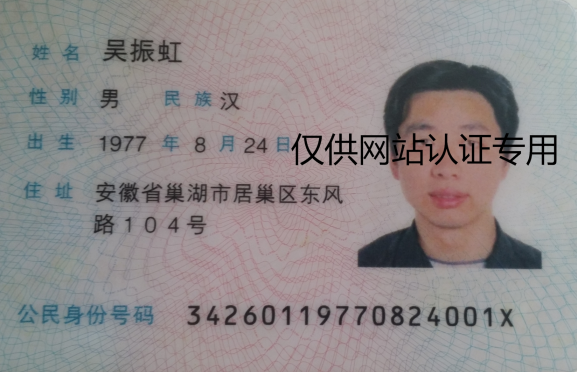 姓名 吴振虹
性别 男 民族 汉
出生 1977 年 8 月 24 日
仅供网站认证专用
住址 安徽省巢湖市居巢区东风
路104号
公民身份号码 34260119770824001X